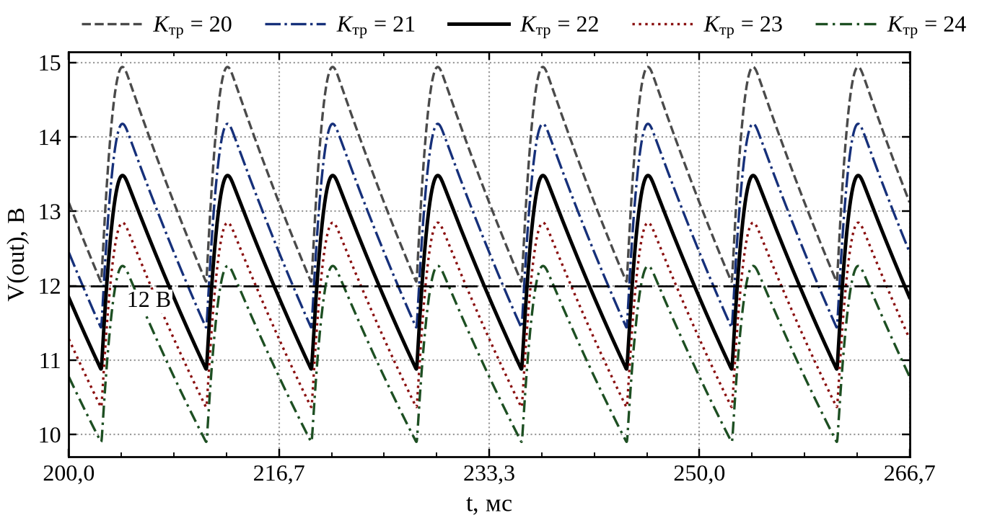 Kтр = 20 Kтр = 21 Kтр = 22 Kтр = 23 Kтр = 24
V(out), В
15
14
13
12
11
10
12 В
200,0 216,7 233,3 250,0 266,7
t, мс